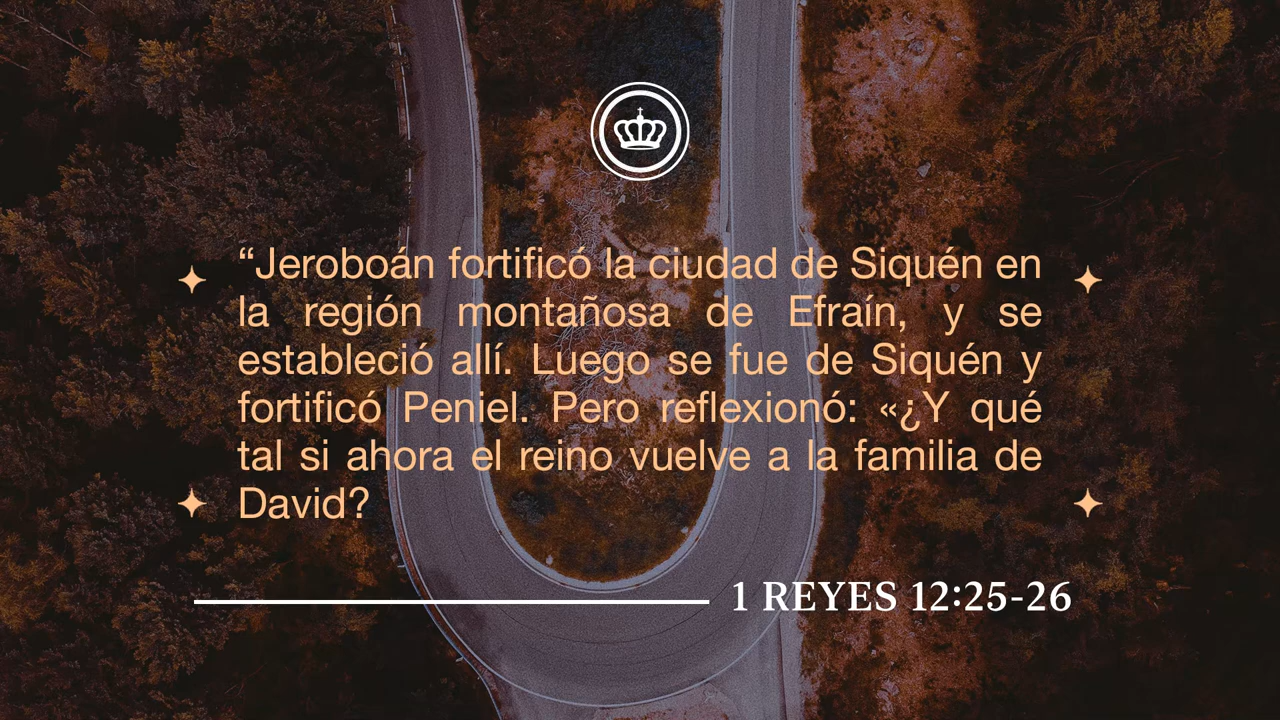 “Jeroboán fortificó la ciudad de Siquén en
la región montañosa de Efraín, y se
estableció allí. Luego se fue de Siquén y
fortificó Peniel. Pero reflexionó: «¿Y qué
tal si ahora el reino vuelve a la familia de
David?
1 REYES 12:25-26